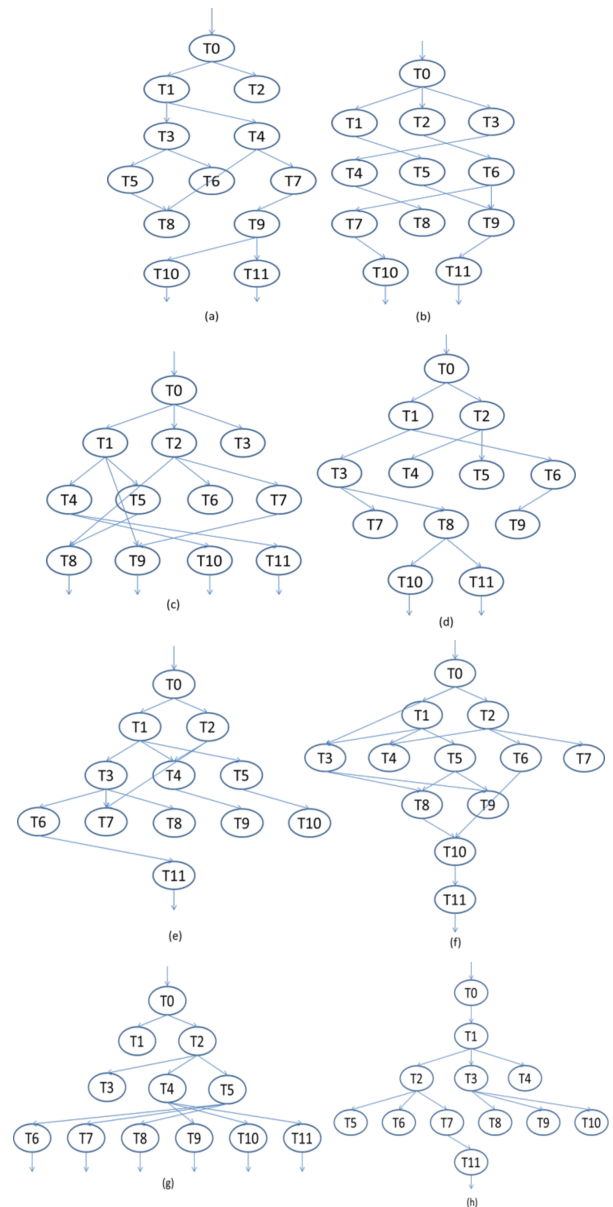 T0
T1 T2
T3 T4
T5 T6 T7
T8 T9
T10 T11
(a)
T0
T1 T2 T3
T4 T5 T6
T7 T8 T9
T10 T11
(b)
T0
T1 T2 T3
T4 T5 T6 T7
T8 T9 T10 T11
(c)
T0
T1 T2
T3 T4 T5 T6
T7 T8 T9
T10 T11
(d)
T0
T1 T2
T3 T4 T5
T6 T7 T8 T9 T10
T11
(e)
T0
T1 T2
T3 T4 T5 T6 T7
T8 T9
T10
T11
(f)
T0
T1 T2
T3 T4 T5
T6 T7 T8 T9 T10 T11
(g)
T0
T1
T2 T3 T4
T5 T6 T7 T8 T9 T10
T11
(h)